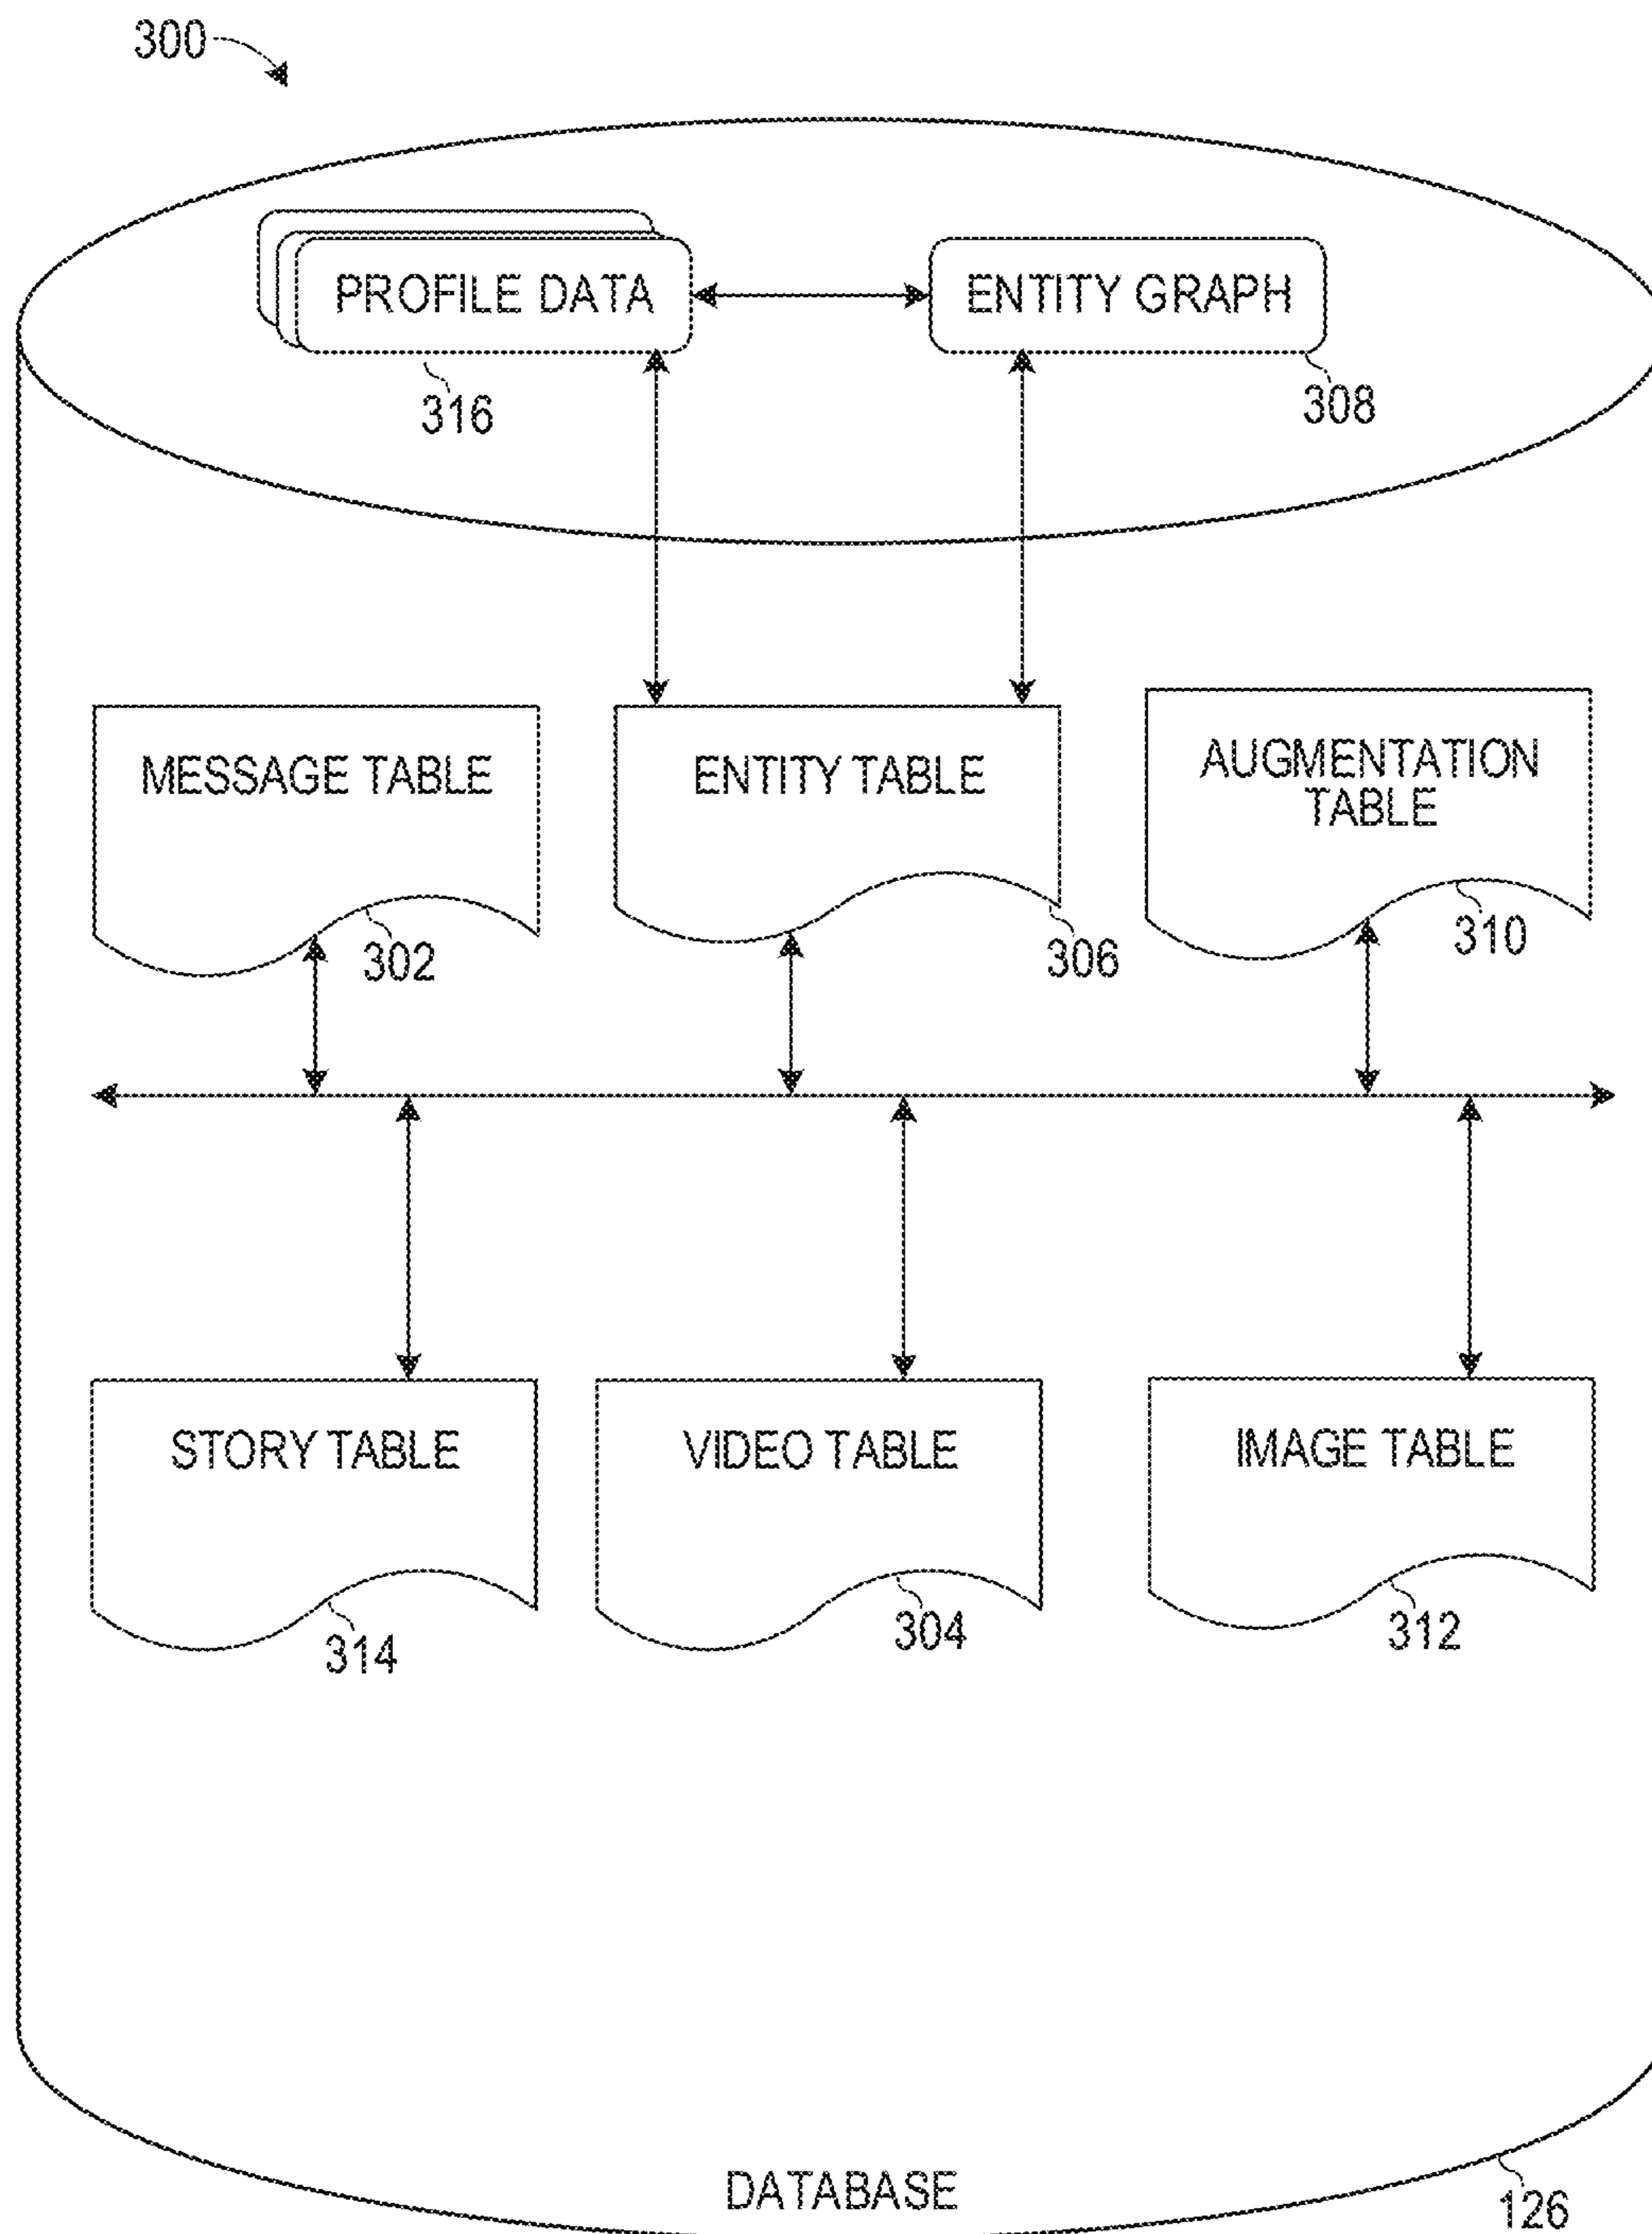 300
PROFILE DATA
ENTITY GRAPH
316
308
MESSAGE TABLE
ENTITY TABLE
AUGMENTATION
TABLE
302
306
310
STORY TABLE
VIDEO TABLE
IMAGE TABLE
314
304
312
DATABASE
126